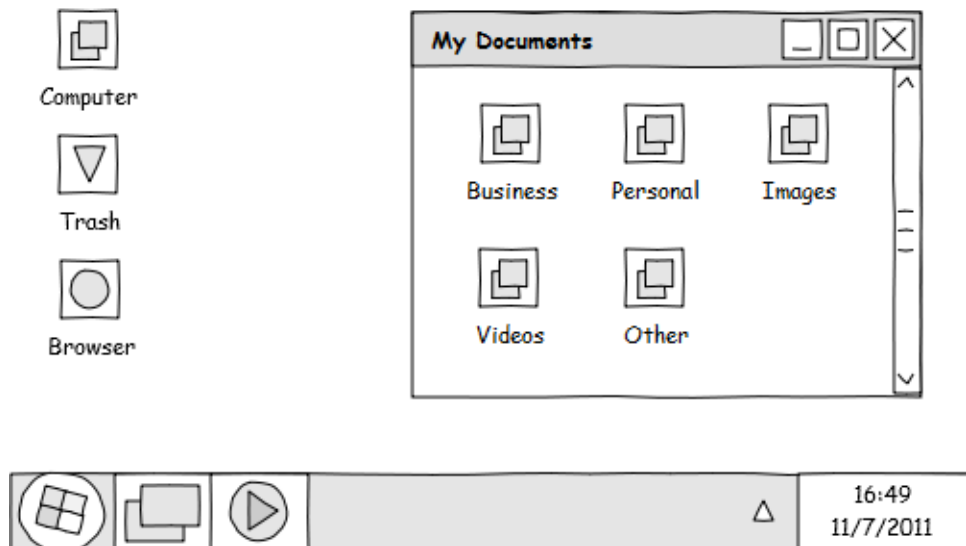 Computer
Trash
Browser
My Documents
Business Personal Images
Videos Other
16:49
11/7/2011